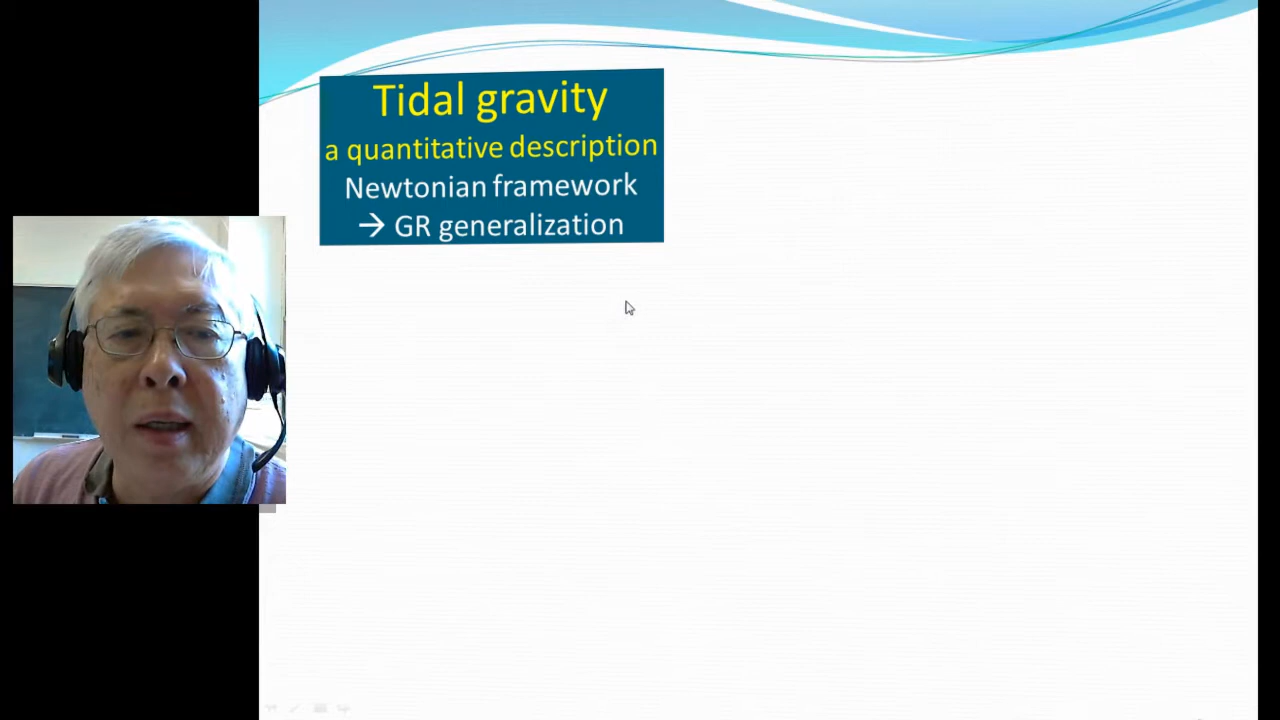 Tidal gravity
a quantitative description
Newtonian framework
→ GR generalization